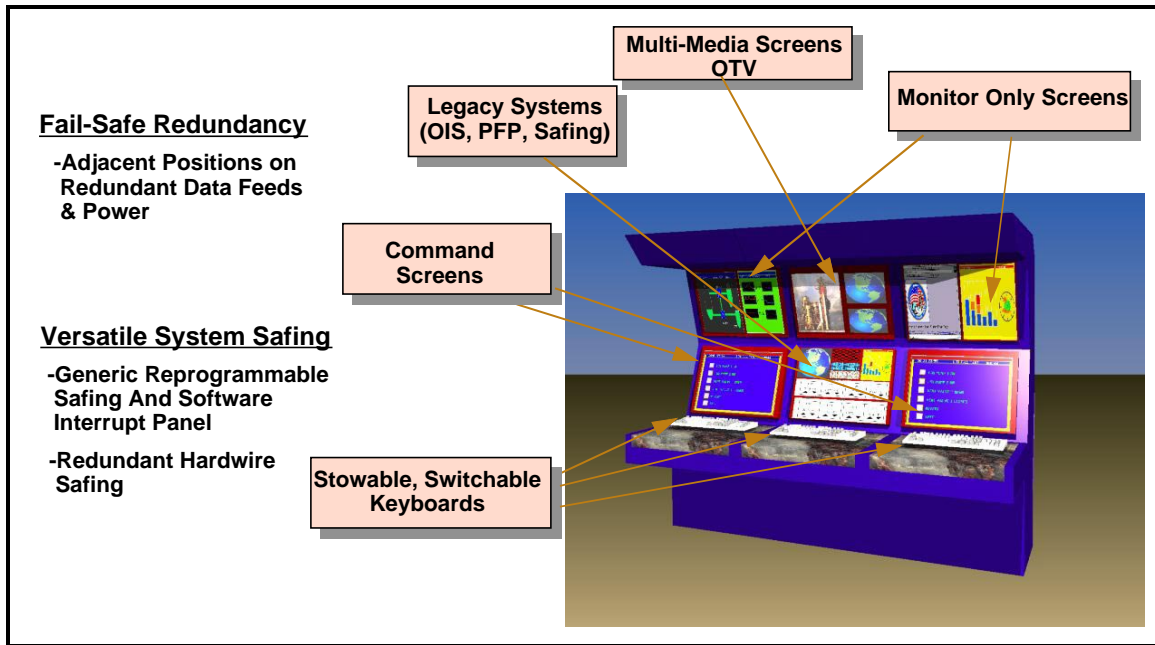 Multi-Media Screens
OTV
Legacy Systems
(OIS, PFP, Safing)
Monitor Only Screens
Fail-Safe Redundancy
-Adjacent Positions on
Redundant Data Feeds
& Power
Command
Screens
Versatile System Safing
-Generic Reprogrammable
Safing And Software
Interrupt Panel
-Redundant Hardwire
Safing
Stowable, Switchable
Keyboards